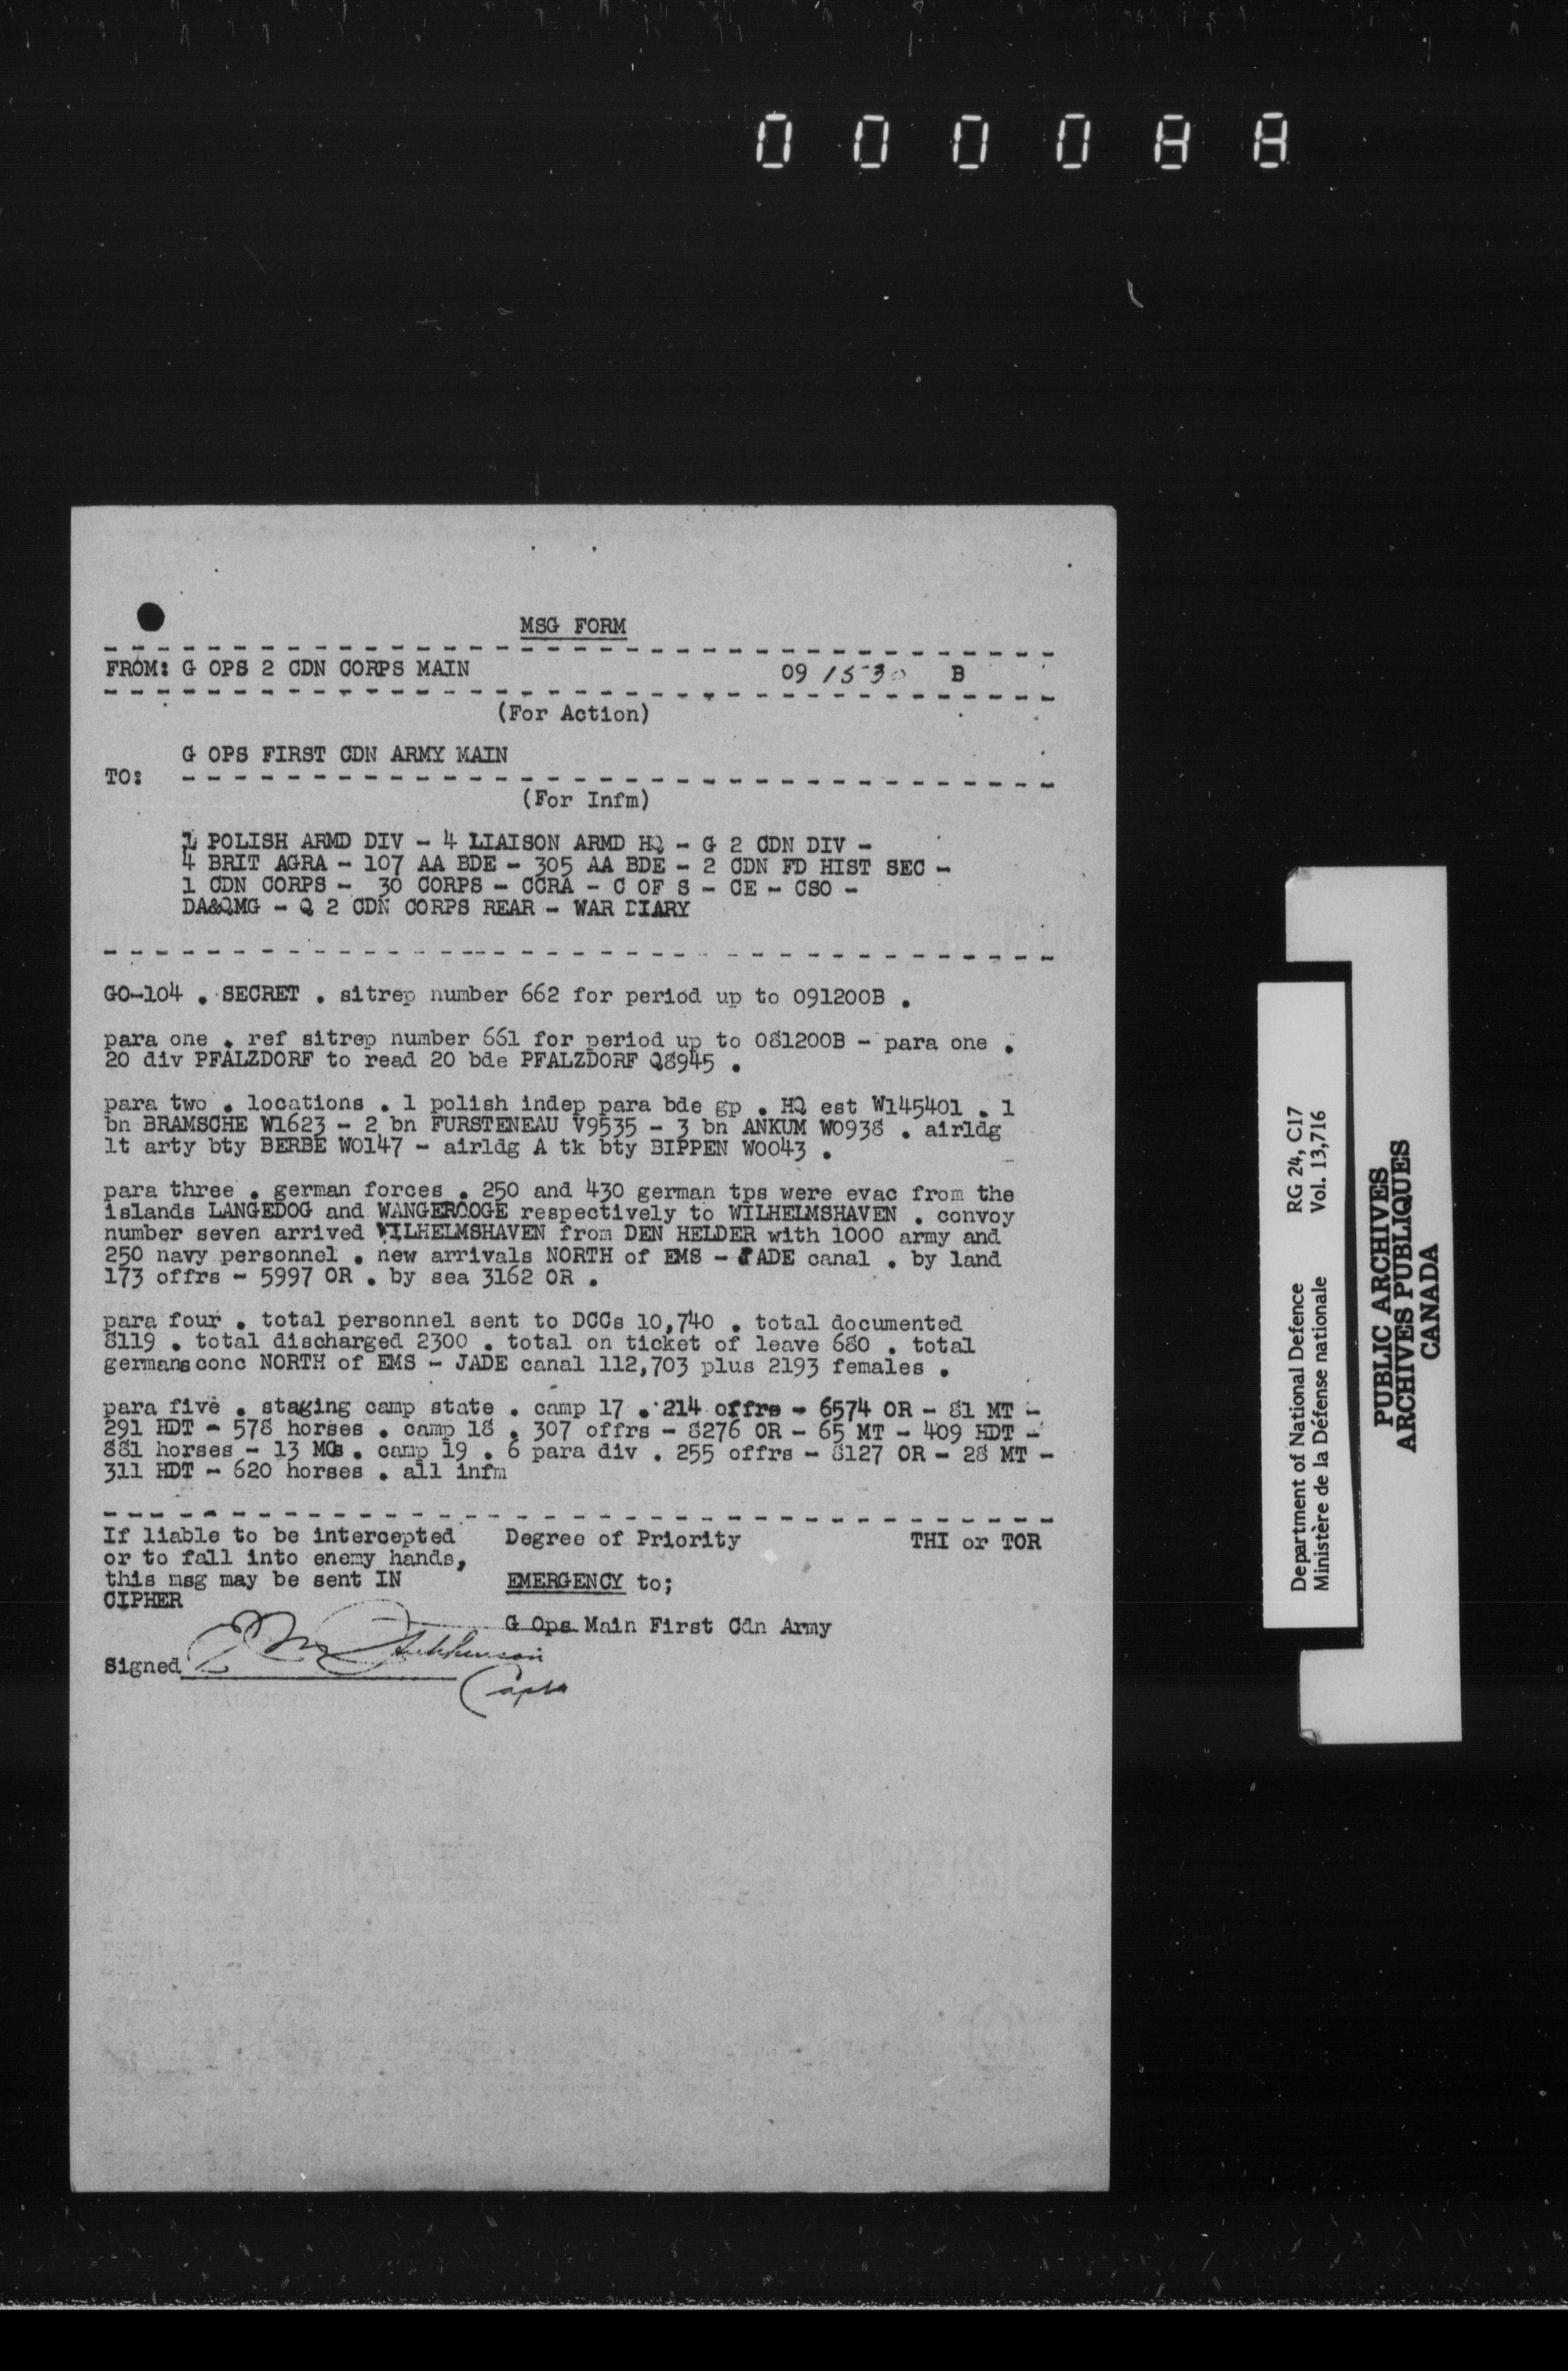 000088
MSG FORM
FROM: G OPS 2 CDN CORPS MAIN 09 1530 B
(For Action)
G OPS FIRST CDN ARMY MAIN
TO:
(For Infm)
1 POLISH ARMD DIV - 4 LIAISON ARMD HQ - G 2 CDN DIV -
4 BRIT AGRA - 107 AA BDE - 305 AA BDE - 2 CDN FD HIST SEC -
1 CDN CORPS - 30 CORPS - CCRA - C OF S - CE - CSO -
DA&QMG - Q 2 CDN CORPS REAR - WAR DIARY
GO-104 . SECRET . sitrep number 662 for period up to 091200B .
para one . ref sitrep number 661 for period up to 081200B - para one .
20 div PFALZDORF to read 20 bde PFALZDORF Q8945 .
para two . locations . 1 polish indep para bde gp . HQ est W145401 . 1
bn BRAMSCHE W1623 - 2 bn FURSTENEAU V9535 - 3 bn ANKUM W0938 . airldg
lt arty bty BERBE W0147 - airldg A tk bty BIPPEN W0043 .
para three . german forces . 250 and 430 german tps were evac from the
islands LANGEDOG and WANGEROOGE respectively to WILHELMSHAVEN . convoy
number seven arrived WILHELMSHAVEN from DEN HELDER with 1000 army and
250 navy personnel . new arrivals NORTH of EMS - JADE canal . by land
173 offrs - 5997 OR . by sea 3162 OR .
para four . total personnel sent to DCCs 10,740 . total documented
8119 . total discharged 2300 . total on ticket of leave 680 . total
germans conc NORTH of EMS - JADE canal 112,703 plus 2193 females .
para five . staging camp state . camp 17 . 214 offrs - 6574 OR - 81 MT -
291 HDT - 578 horses . camp 18 . 307 offrs - 8276 OR - 65 MT - 409 HDT -
881 horses - 13 MGs . camp 19 . 6 para div . 255 offrs - 8127 OR - 28 MT -
311 HDT - 620 horses . all infm
If liable to be intercepted Degree of Priority THI or TOR
or to fall into enemy hands,
this msg may be sent IN EMERGENCY to;
CIPHER
G Ops Main First Cdn Army
Signed
Capt
Department of National Defence RG 24, C17
Ministère de la Défense nationale Vol. 13,716
PUBLIC ARCHIVES
ARCHIVES PUBLIQUES
CANADA